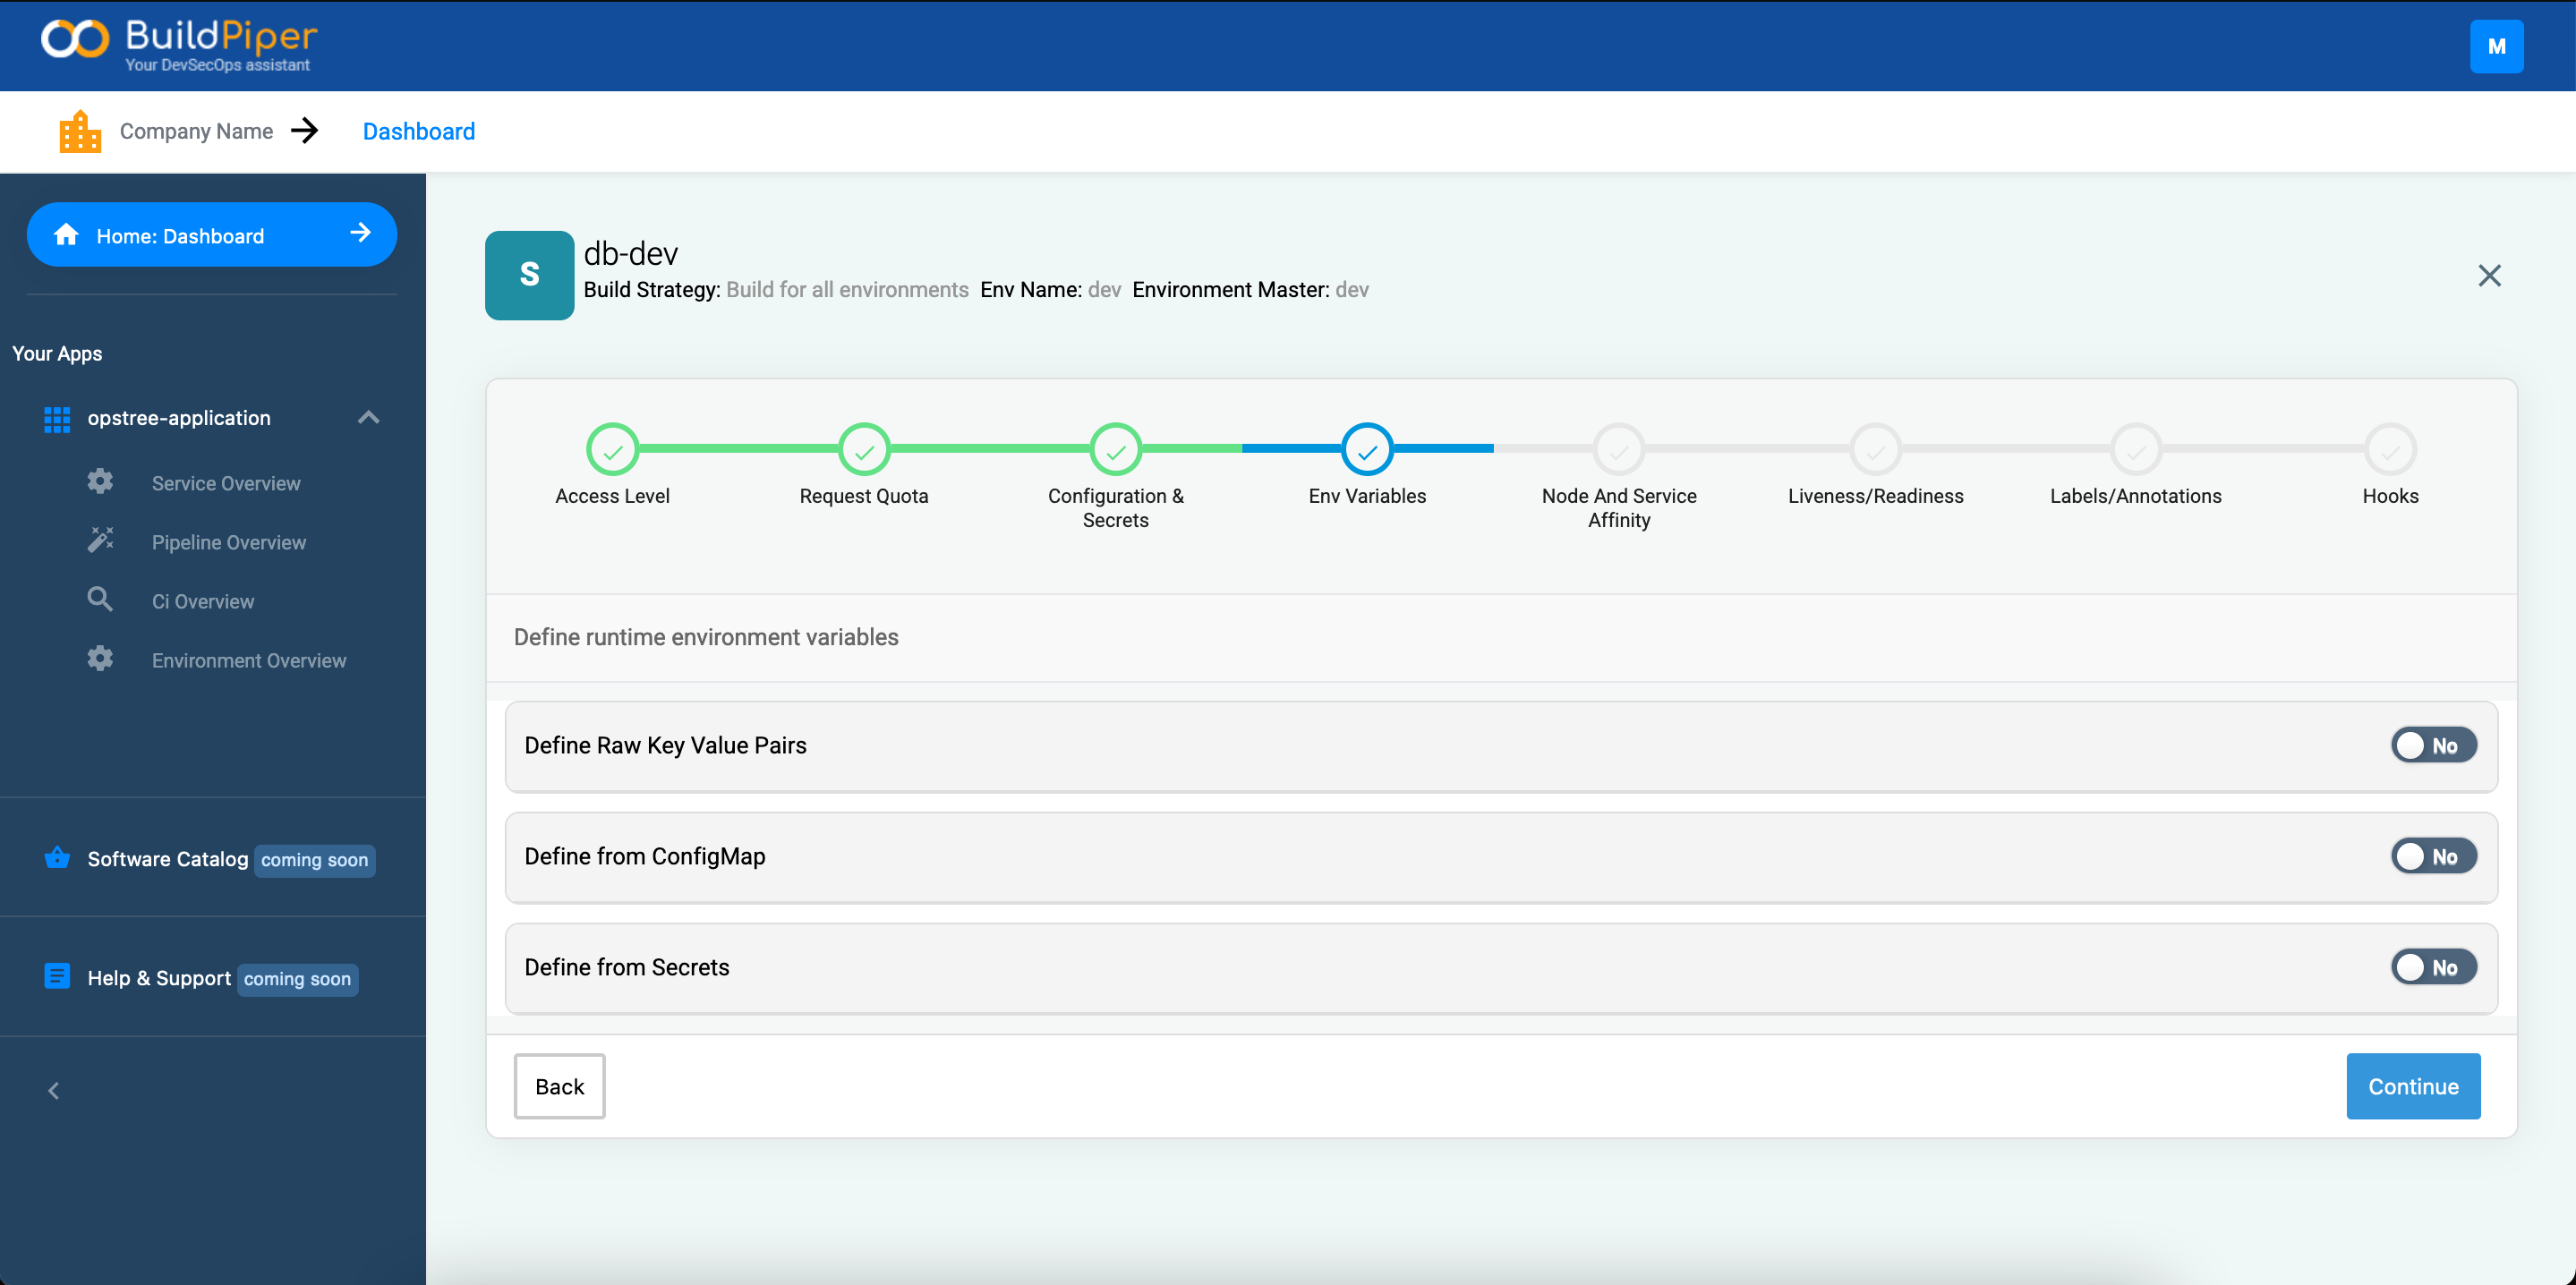 BuildPiper
Your DevSecOps assistant
M
Company Name
Dashboard
Home: Dashboard
Your Apps
opstree-application
Service Overview
Pipeline Overview
Ci Overview
Environment Overview
Software Catalog coming soon
Help & Support coming soon
S
db-dev
Build Strategy: Build for all environments Env Name: dev Environment Master: dev
Access Level
Request Quota
Configuration &
Secrets
Env Variables
Node And Service
Affinity
Liveness/Readiness
Labels/Annotations
Hooks
Define runtime environment variables
Define Raw Key Value Pairs
No
Define from ConfigMap
No
Define from Secrets
No
Back
Continue